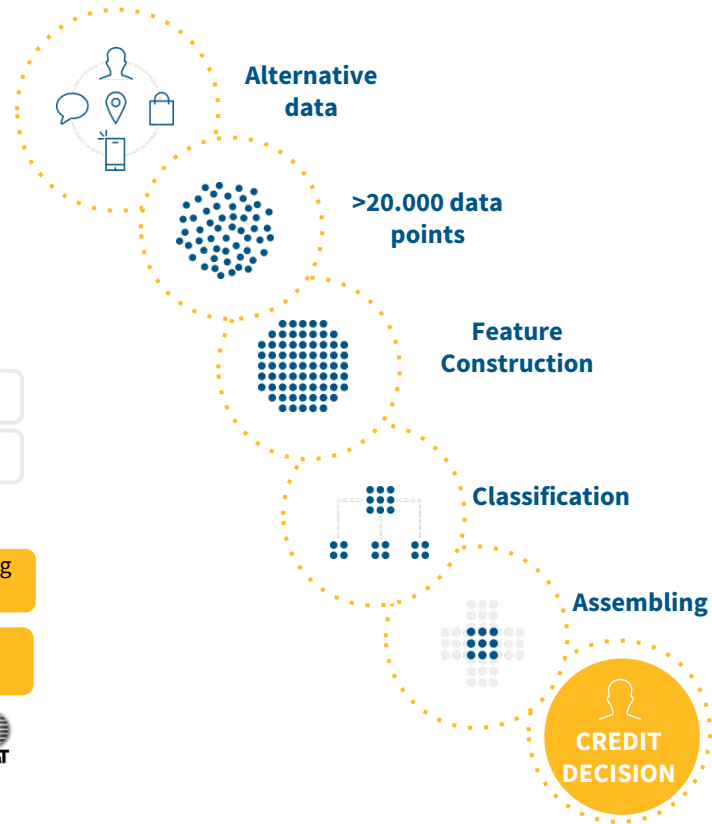 Alternative
data
>20.000 data
points
Feature
Construction
Classification
Assembling
CREDIT
DECISION